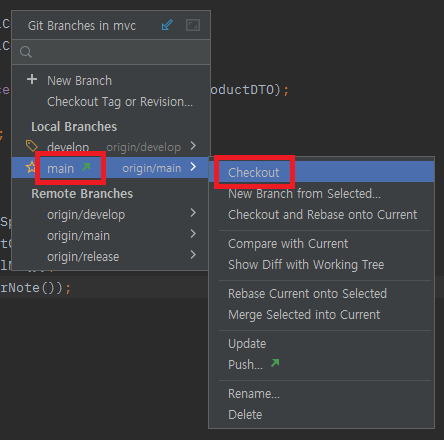 Git Branches in mvc
New Branch
oductDTO);
Checkout Tag or Revision...
Local Branches
develop origin/develop
main origin/main
Checkout
Remote Branches
New Branch from Selected...
origin/develop
Checkout and Rebase onto Current
origin/main
Compare with Current
origin/release
Show Diff with Working Tree
rNote());
Rebase Current onto Selected
Merge Selected into Current
Update
Push...
Rename...
Delete